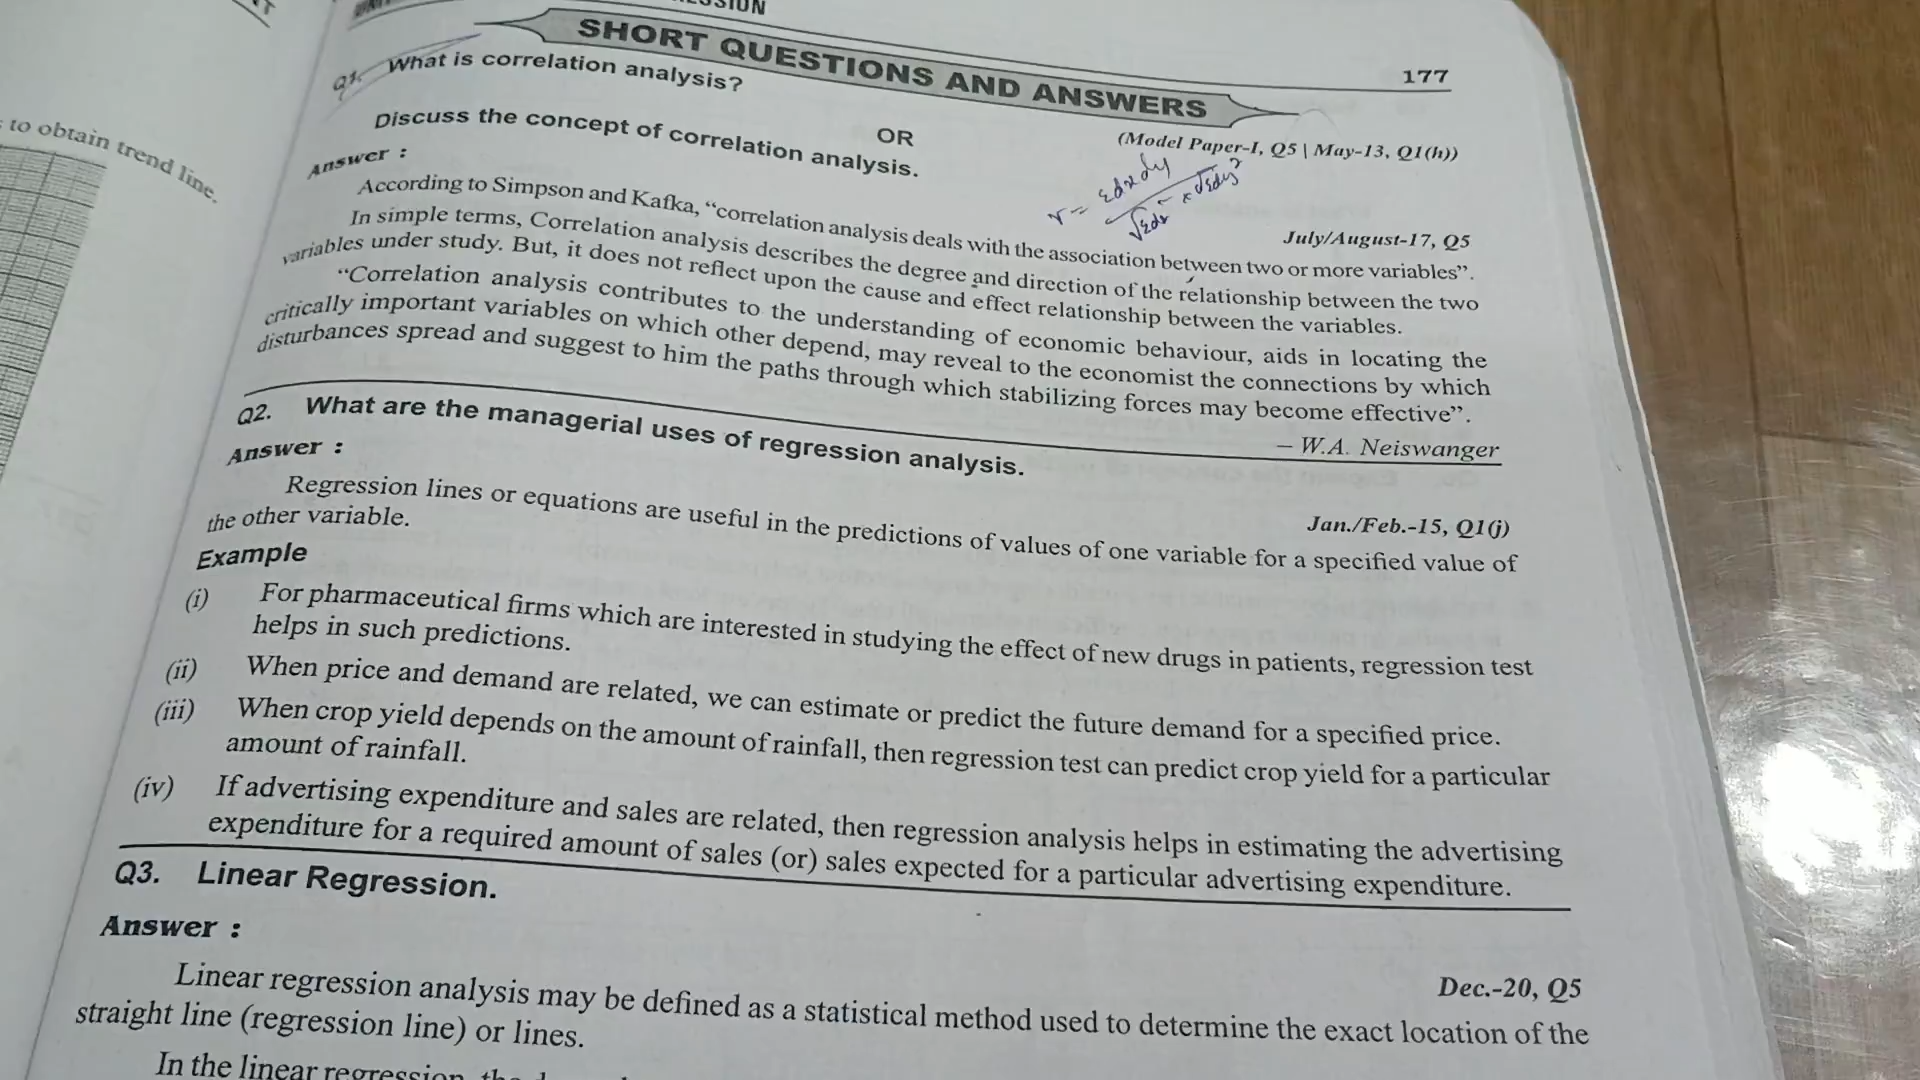 to obtain trend line.
177
SHORT QUESTIONS AND ANSWERS
Q1. What is correlation analysis?
(Model Paper-I, Q5 | May-13, Q1(h))
OR
Discuss the concept of correlation analysis.
July/August-17, Q5
Answer :
r = Σdxdy
√Σdx² × √Σdy²
According to Simpson and Kafka, “correlation analysis deals with the association between two or more variables”.
In simple terms, Correlation analysis describes the degree and direction of the relationship between the two
variables under study. But, it does not reflect upon the cause and effect relationship between the variables.
“Correlation analysis contributes to the understanding of economic behaviour, aids in locating the
critically important variables on which other depend, may reveal to the economist the connections by which
disturbances spread and suggest to him the paths through which stabilizing forces may become effective”.
– W.A. Neiswanger
Q2. What are the managerial uses of regression analysis.
Answer :
Jan./Feb.-15, Q1(j)
Regression lines or equations are useful in the predictions of values of one variable for a specified value of
the other variable.
Example
(i) For pharmaceutical firms which are interested in studying the effect of new drugs in patients, regression test
helps in such predictions.
(ii) When price and demand are related, we can estimate or predict the future demand for a specified price.
(iii) When crop yield depends on the amount of rainfall, then regression test can predict crop yield for a particular
amount of rainfall.
(iv) If advertising expenditure and sales are related, then regression analysis helps in estimating the advertising
expenditure for a required amount of sales (or) sales expected for a particular advertising expenditure.
Q3. Linear Regression.
Answer :
Dec.-20, Q5
Linear regression analysis may be defined as a statistical method used to determine the exact location of the
straight line (regression line) or lines.
In the linear regression, the